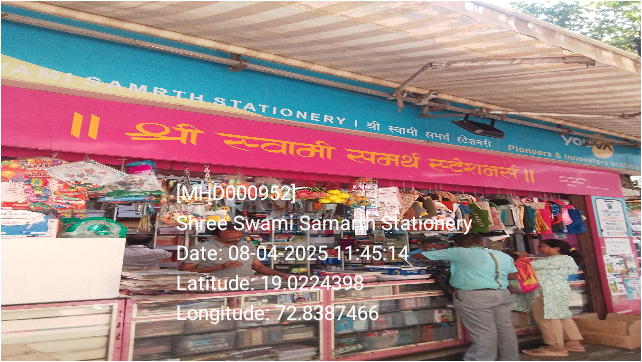 AMI SAMRTH STATIONERY | श्री स्वामी समर्थ स्टेशनरी
॥ श्री स्वामी समर्थ स्टेशनर्स ॥
Pioneers & Innovators
[MHD000952]
Shree Swami Samarth Stationery
Date: 08-04-2025 11:45:14
Latitude: 19.0224398
Longitude: 72.8387466